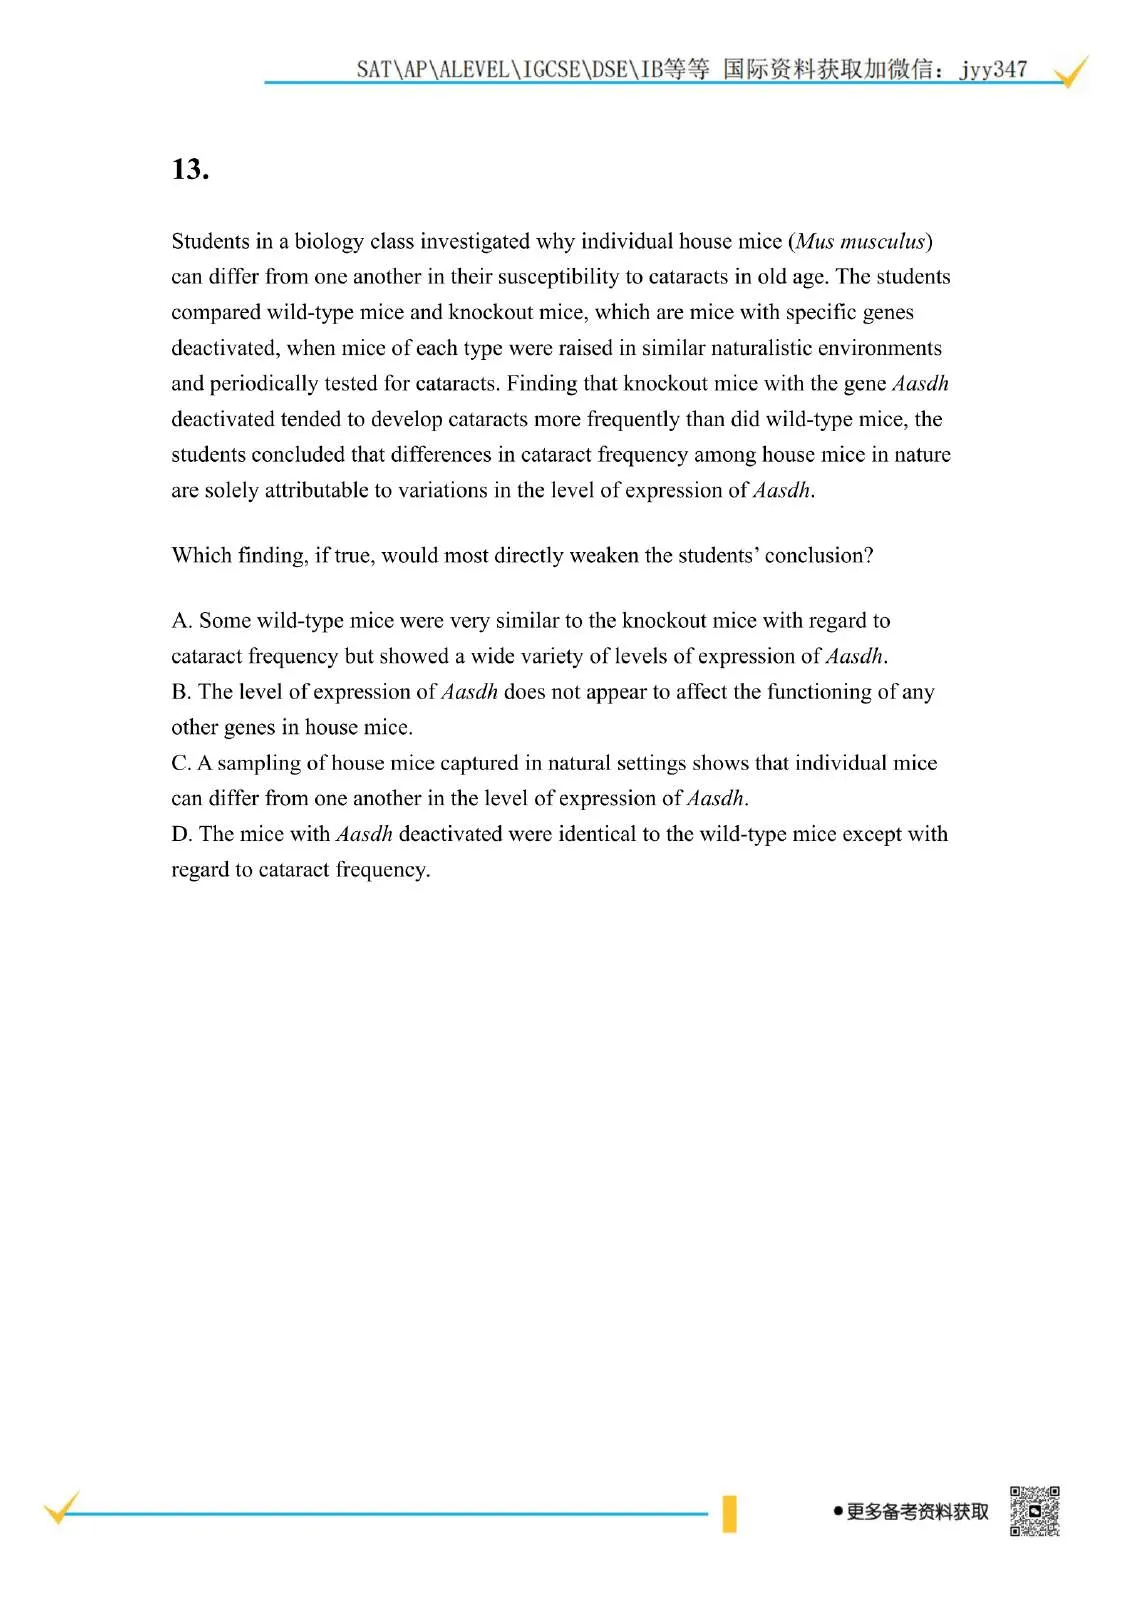 SAT\AP\ALEVEL\IGCSE\DSE\IB等等 国际资料获取加微信：jyy347
13.
Students in a biology class investigated why individual house mice (Mus musculus)
can differ from one another in their susceptibility to cataracts in old age. The students
compared wild-type mice and knockout mice, which are mice with specific genes
deactivated, when mice of each type were raised in similar naturalistic environments
and periodically tested for cataracts. Finding that knockout mice with the gene Aasdh
deactivated tended to develop cataracts more frequently than did wild-type mice, the
students concluded that differences in cataract frequency among house mice in nature
are solely attributable to variations in the level of expression of Aasdh.
Which finding, if true, would most directly weaken the students’ conclusion?
A. Some wild-type mice were very similar to the knockout mice with regard to
cataract frequency but showed a wide variety of levels of expression of Aasdh.
B. The level of expression of Aasdh does not appear to affect the functioning of any
other genes in house mice.
C. A sampling of house mice captured in natural settings shows that individual mice
can differ from one another in the level of expression of Aasdh.
D. The mice with Aasdh deactivated were identical to the wild-type mice except with
regard to cataract frequency.
●更多备考资料获取